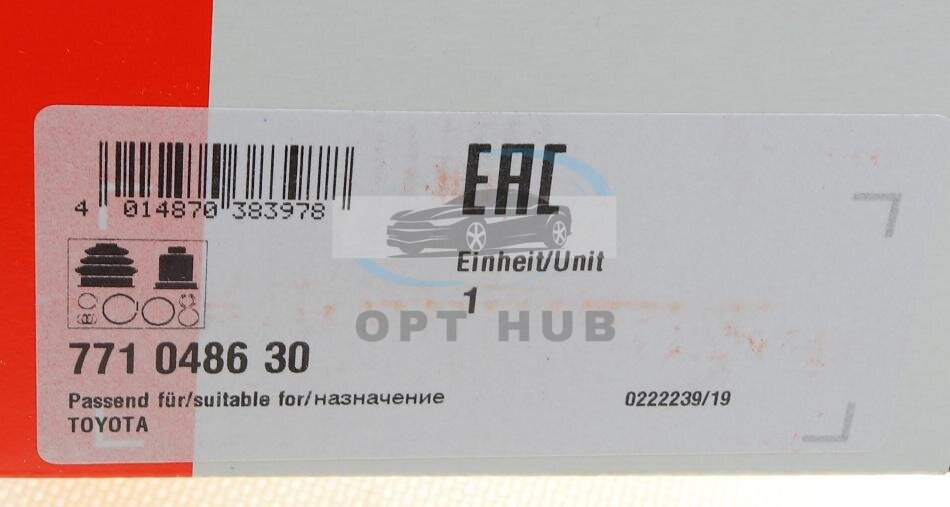 EAC
4 014870 383978
Einheit/Unit
1
OPT HUB
771 0486 30
Passend für/suitable for/назначение
0222239/19
TOYOTA